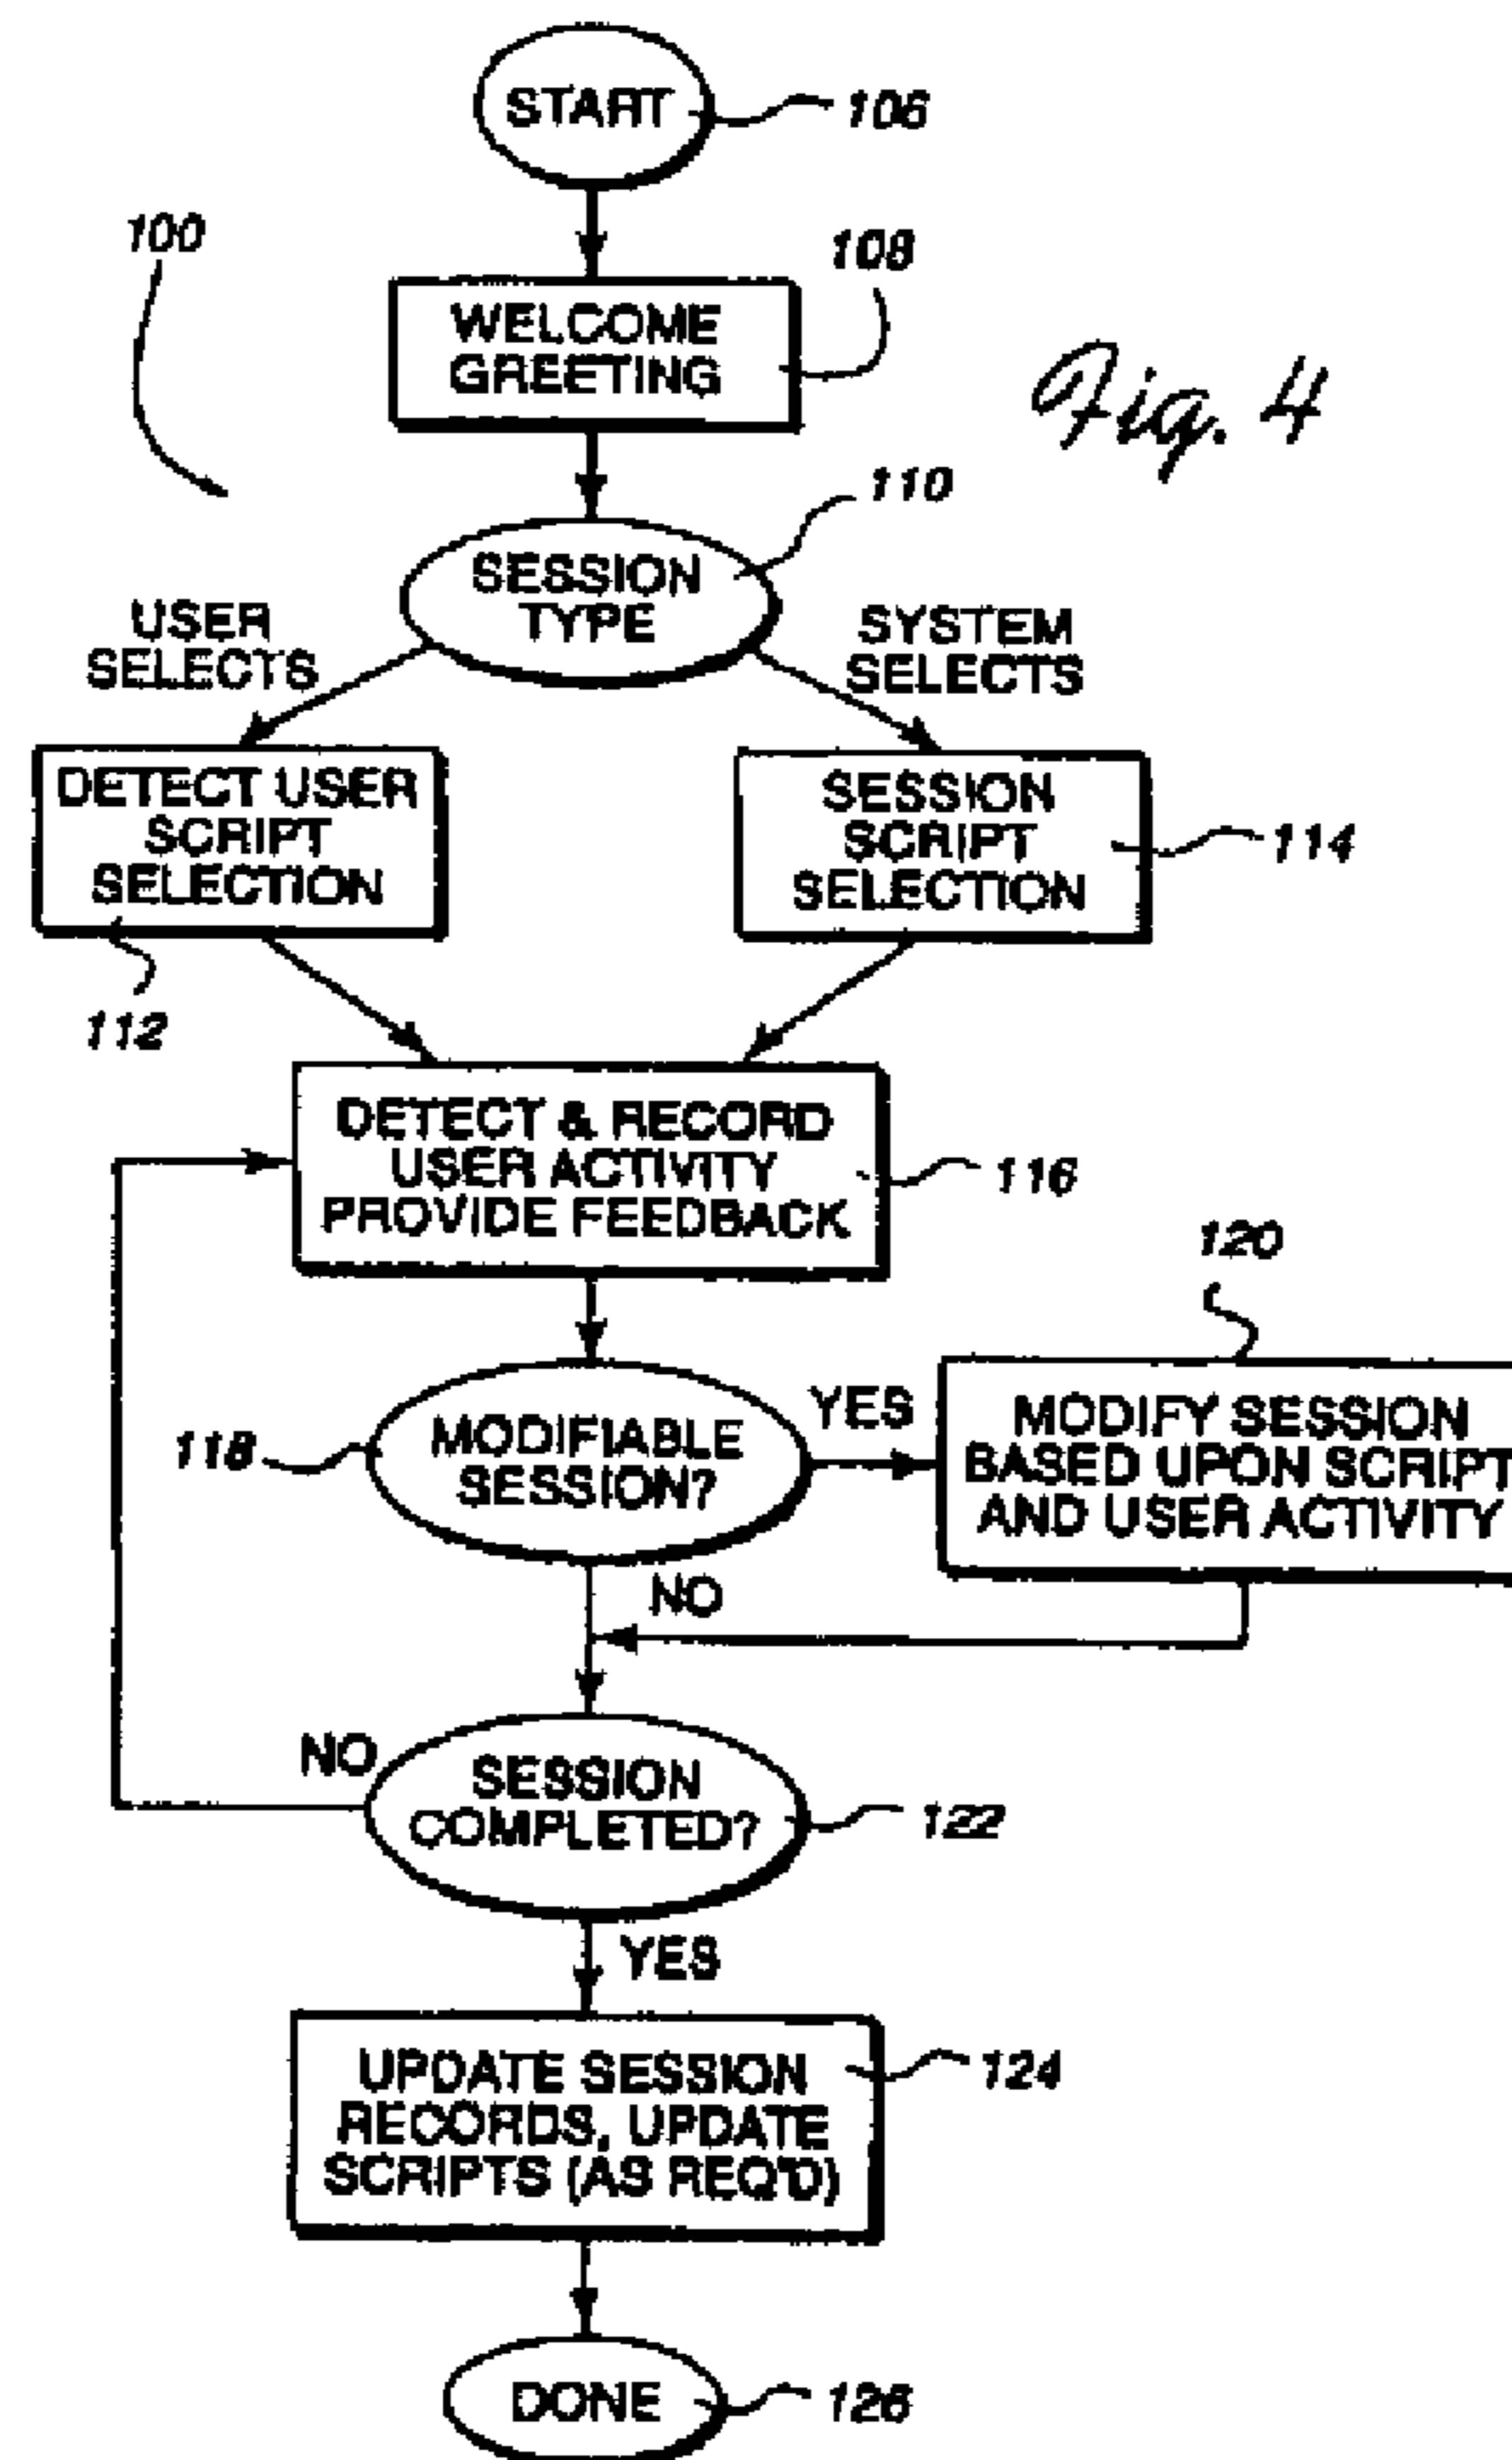 START
106
100
108
WELCOME
GREETING
Fig. 4
110
SESSION
TYPE
USER
SELECTS
SYSTEM
SELECTS
DETECT USER
SCRIPT
SELECTION
SESSION
SCRIPT
SELECTION
114
112
DETECT & RECORD
USER ACTIVITY
PROVIDE FEEDBACK
116
120
118
MODIFIABLE
SESSION?
YES
MODIFY SESSION
BASED UPON SCRIPT
AND USER ACTIVITY
NO
NO
SESSION
COMPLETED?
122
YES
UPDATE SESSION
RECORDS, UPDATE
SCRIPTS (AS REQ'D)
124
DONE
126